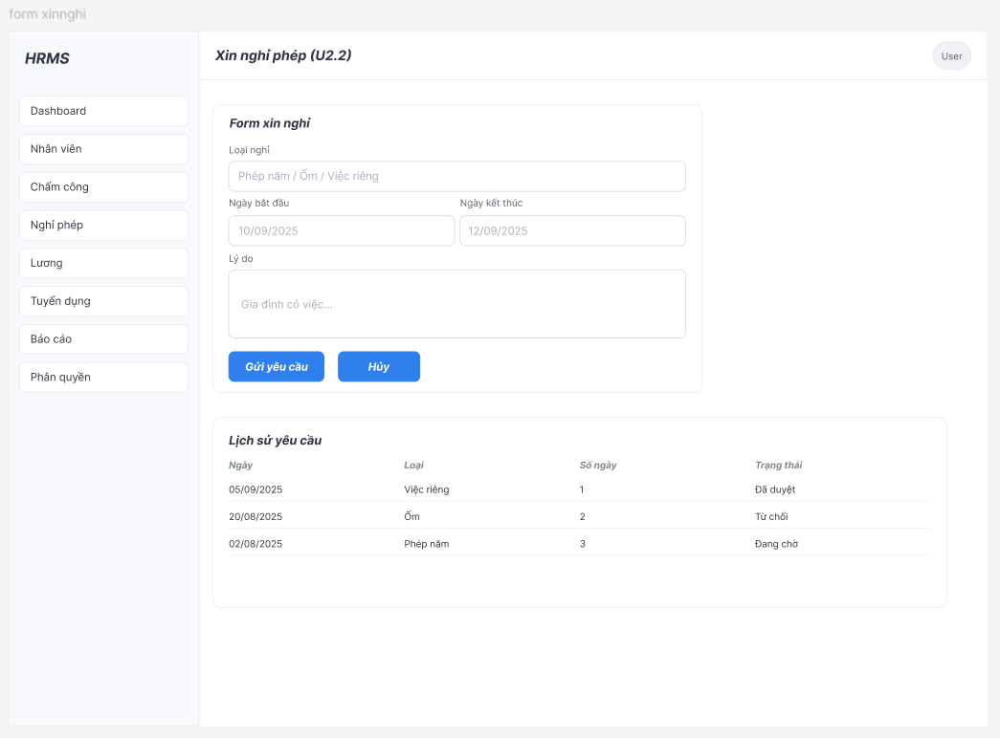 form xinnghi
HRMS
Xin nghỉ phép (U2.2)
User
Dashboard
Nhân viên
Chấm công
Nghỉ phép
Lương
Tuyển dụng
Báo cáo
Phân quyền
Form xin nghỉ
Loại nghỉ
Phép năm / Ốm / Việc riêng
Ngày bắt đầu Ngày kết thúc
10/09/2025 12/09/2025
Lý do
Gia đình có việc...
Gửi yêu cầu Hủy
Lịch sử yêu cầu
Ngày Loại Số ngày Trạng thái
05/09/2025 Việc riêng 1 Đã duyệt
20/08/2025 Ốm 2 Từ chối
02/08/2025 Phép năm 3 Đang chờ